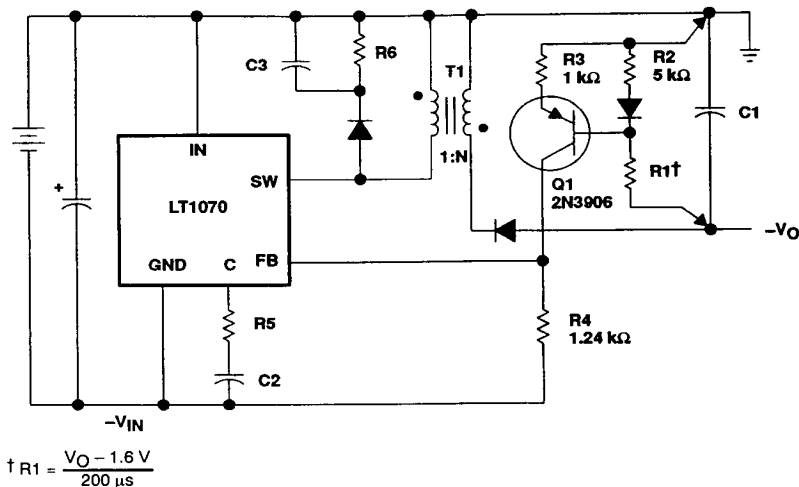 C3
R6
T1
R3
1 kΩ
R2
5 kΩ
C1
IN
SW
1:N
LT1070
Q1
2N3906
R1†
–VO
GND
C
FB
R5
R4
1.24 kΩ
+
C2
–VIN
† R1 = VO – 1.6 V
200 µs